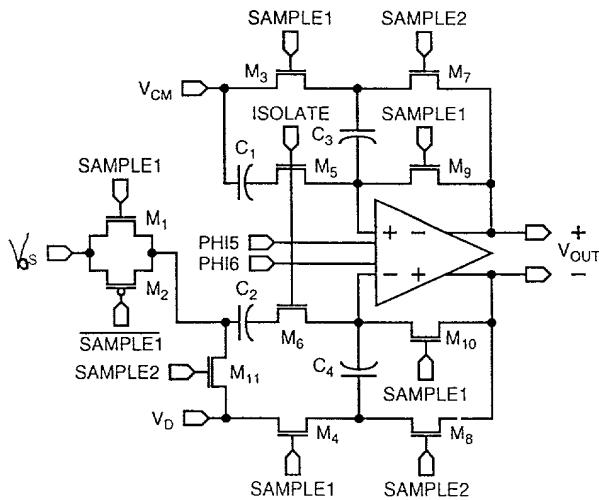 SAMPLE1
SAMPLE2
M3
M7
VCM
ISOLATE
SAMPLE1
C3
C1
M5
M9
SAMPLE1
M1
+ −
+
PHI5
VOUT
PHI6
− +
−
M2
C2
SAMPLE1
M6
M10
SAMPLE2
M11
C4
SAMPLE1
VD
M4
M8
SAMPLE1
SAMPLE2